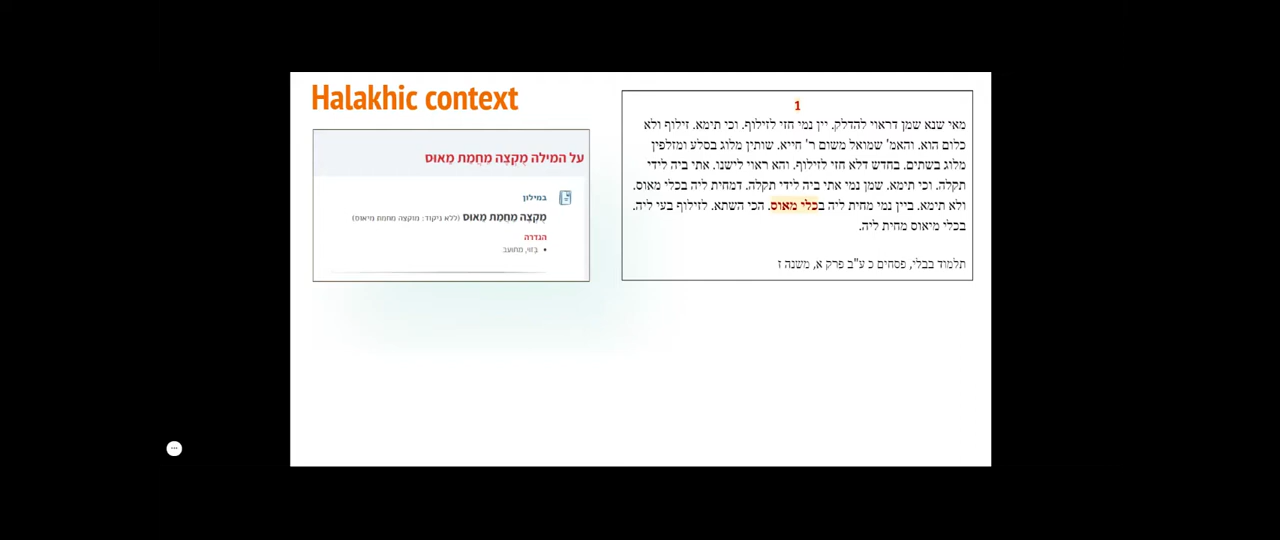 Halakhic context
על המילה מֻקְצֶה מֵחֲמַת מִאוּס
במילון
מֻקְצֶה מֵחֲמַת מִאוּס (ללא ניקוד: מוקצה מחמת מיאוס)
הגדרה
• בָּזוּי, מתועב
1
מאי שנא שמן דראוי להדלק. יין נמי חזי לזילוף. וכי תימא. זילוף ולא
כלום הוא. והאמ' שמואל משום ר' חייא. שותין מלוג בסלע ומזלפין
מלוג בשתים. בחדש דלא חזי לזילוף. והא ראוי לישנו. אתי ביה לידי
תקלה. וכי תימא. שמן נמי אתי ביה לידי תקלה. דמחית ליה בכלי מאוס.
ולא תימא. ביין נמי מחית ליה בכלי מאוס. הכי השתא. לזילוף בעי ליה.
בכלי מיאוס מחית ליה.
תלמוד בבלי, פסחים כ ע"ב פרק א, משנה ז